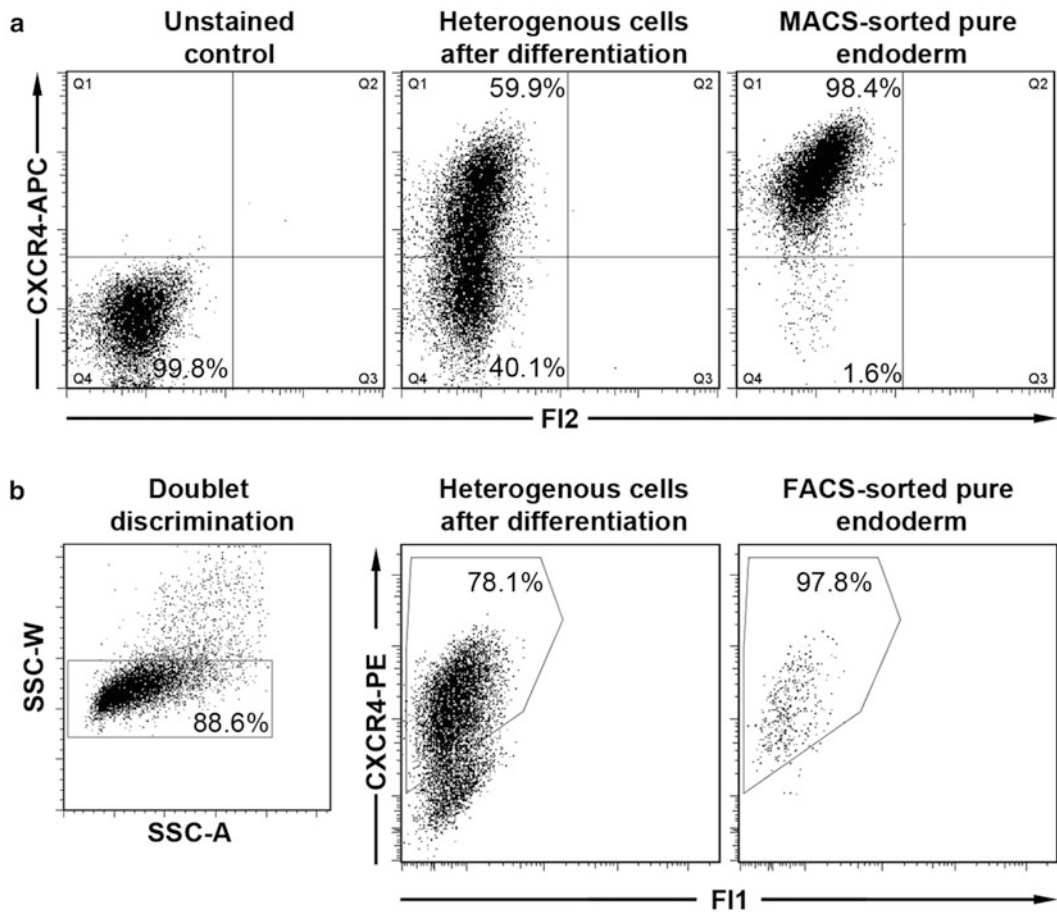 a
Unstained
control
Heterogenous cells
after differentiation
MACS-sorted pure
endoderm
CXCR4-APC
Q1
Q2
Q4
Q3
99.8%
Q1
59.9%
Q2
Q4
40.1%
Q3
Q1
98.4%
Q2
Q4
1.6%
Q3
FI2
b
Doublet
discrimination
Heterogenous cells
after differentiation
FACS-sorted pure
endoderm
SSC-W
88.6%
SSC-A
CXCR4-PE
78.1%
97.8%
FI1